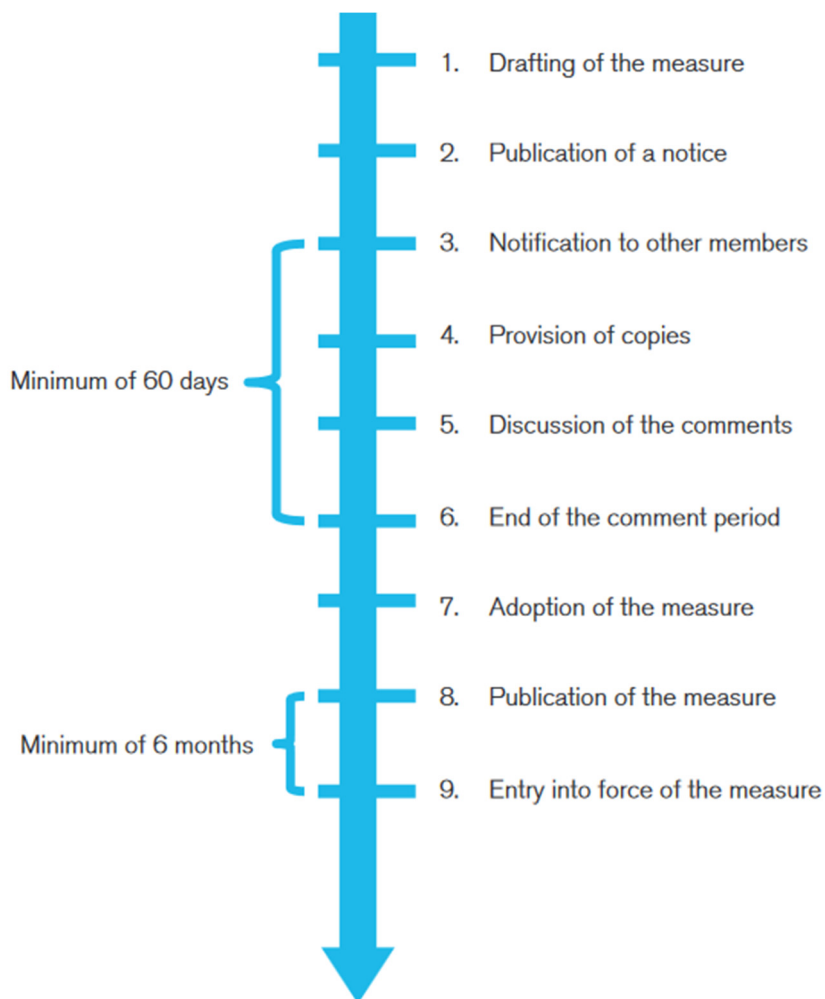 1. Drafting of the measure
2. Publication of a notice
3. Notification to other members
4. Provision of copies
Minimum of 60 days
5. Discussion of the comments
6. End of the comment period
7. Adoption of the measure
8. Publication of the measure
Minimum of 6 months
9. Entry into force of the measure